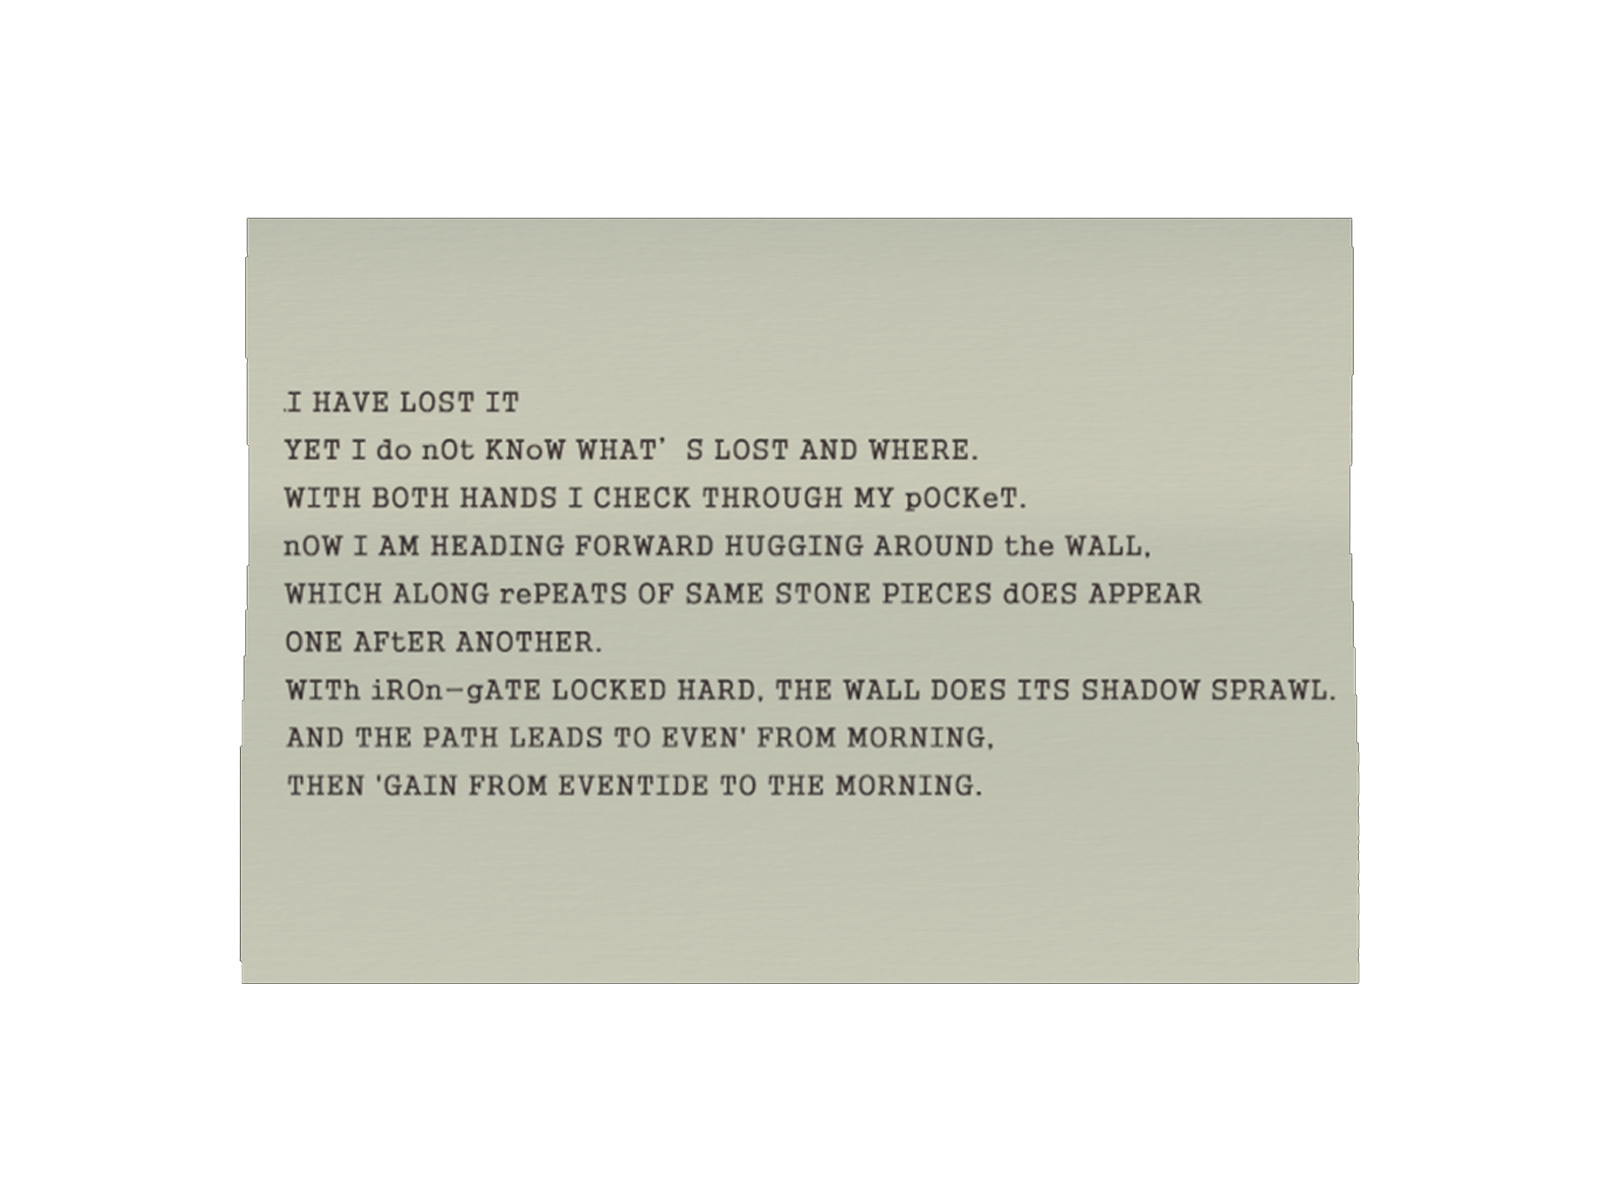 .I HAVE LOST IT
YET I do nOt KNoW WHAT’ S LOST AND WHERE.
WITH BOTH HANDS I CHECK THROUGH MY pOCKeT.
nOW I AM HEADING FORWARD HUGGING AROUND the WALL,
WHICH ALONG rePEATS OF SAME STONE PIECES dOES APPEAR
ONE AFtER ANOTHER.
WITh iROn—gATE LOCKED HARD, THE WALL DOES ITS SHADOW SPRAWL.
AND THE PATH LEADS TO EVEN' FROM MORNING,
THEN 'GAIN FROM EVENTIDE TO THE MORNING.